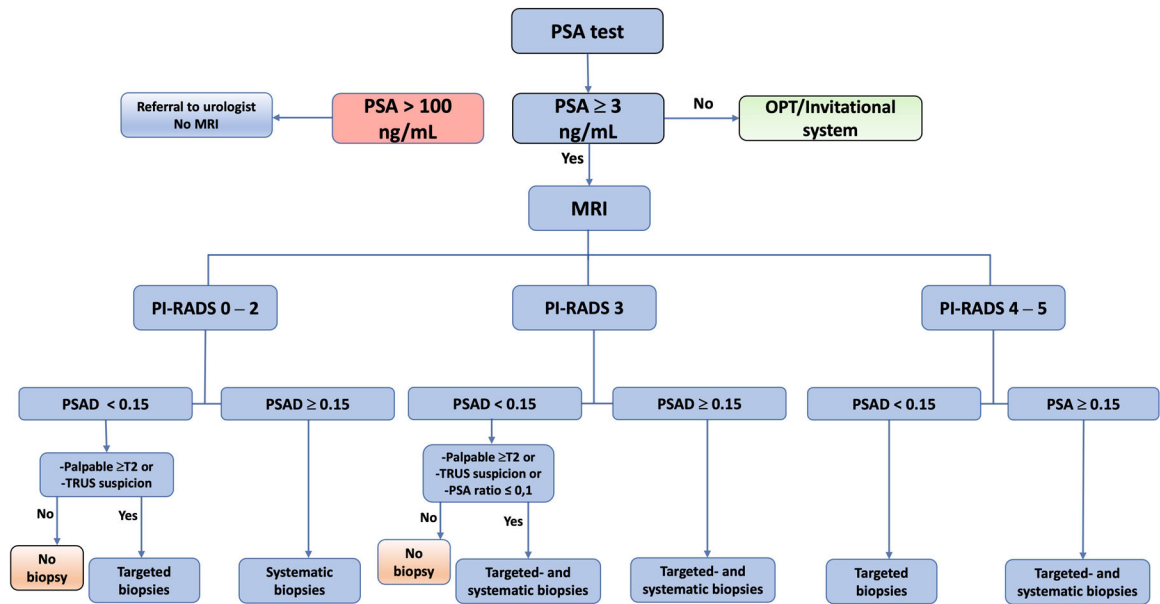 PSA test
Referral to urologist
No MRI
PSA > 100
ng/mL
PSA ≥ 3
ng/mL
No
OPT/Invitational
system
Yes
MRI
PI-RADS 0 – 2
PI-RADS 3
PI-RADS 4 – 5
PSAD < 0.15
PSAD ≥ 0.15
PSAD < 0.15
PSAD ≥ 0.15
PSAD < 0.15
PSA ≥ 0.15
-Palpable ≥T2 or
-TRUS suspicion
-Palpable ≥T2 or
-TRUS suspicion or
-PSA ratio ≤ 0,1
No
Yes
No
Yes
No
biopsy
Targeted
biopsies
Systematic
biopsies
No
biopsy
Targeted- and
systematic biopsies
Targeted- and
systematic biopsies
Targeted
biopsies
Targeted- and
systematic biopsies